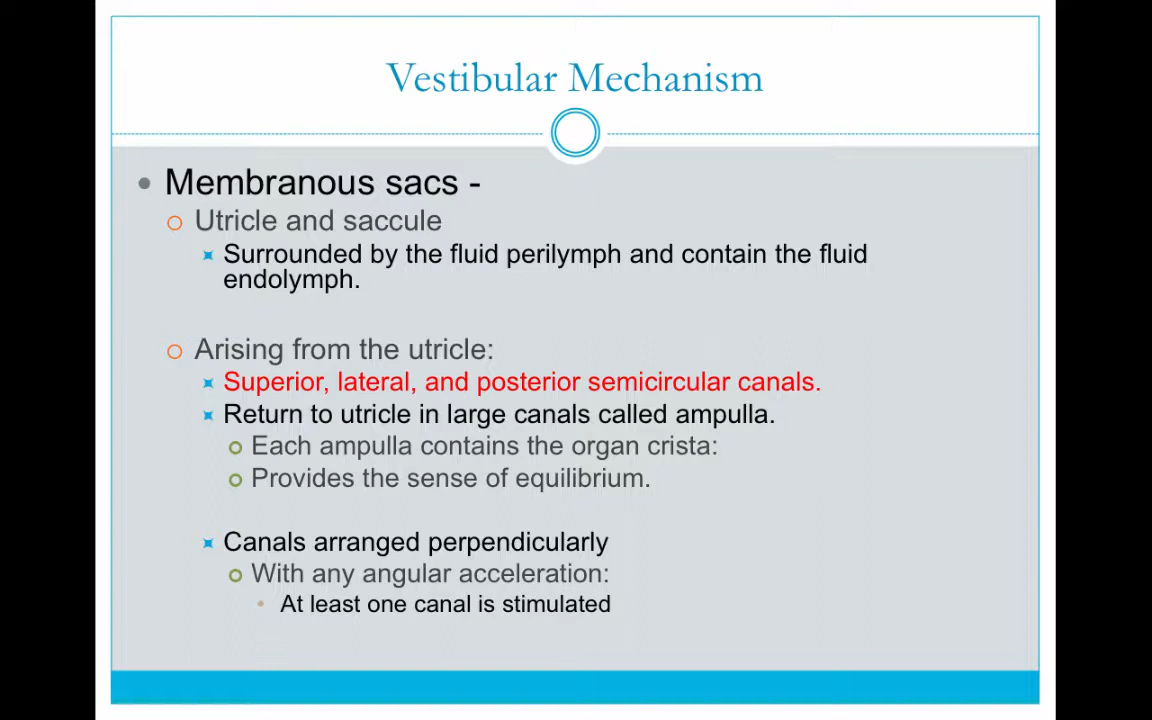 Vestibular Mechanism
Membranous sacs -
Utricle and saccule
Surrounded by the fluid perilymph and contain the fluid
endolymph.
Arising from the utricle:
Superior, lateral, and posterior semicircular canals.
Return to utricle in large canals called ampulla.
Each ampulla contains the organ crista:
Provides the sense of equilibrium.
Canals arranged perpendicularly
With any angular acceleration:
At least one canal is stimulated